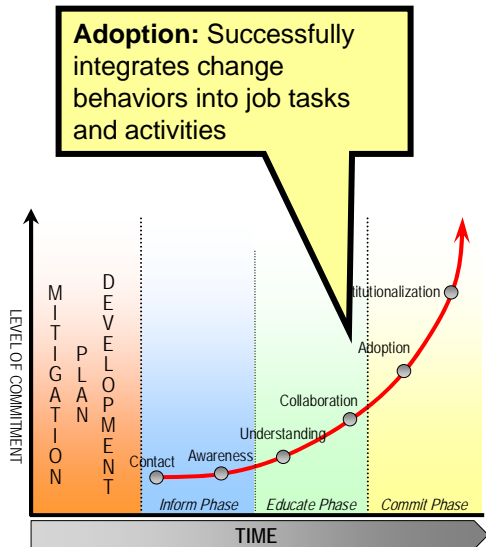 Adoption: Successfully
integrates change
behaviors into job tasks
and activities
LEVEL OF COMMITMENT
MITIGATION
PLAN
DEVELOPMENT
titutionalization
Adoption
Collaboration
Understanding
Awareness
Contact
Inform Phase
Educate Phase
Commit Phase
TIME